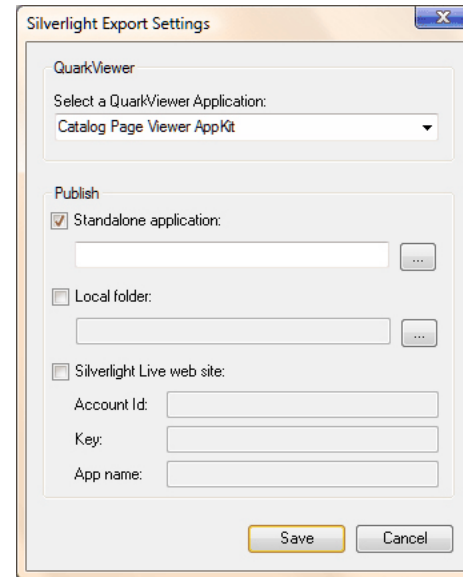 Silverlight Export Settings
QuarkViewer
Select a QuarkViewer Application:
Catalog Page Viewer AppKit
Publish
Standalone application:
...
Local folder:
...
Silverlight Live web site:
Account Id:
Key:
App name:
Save Cancel